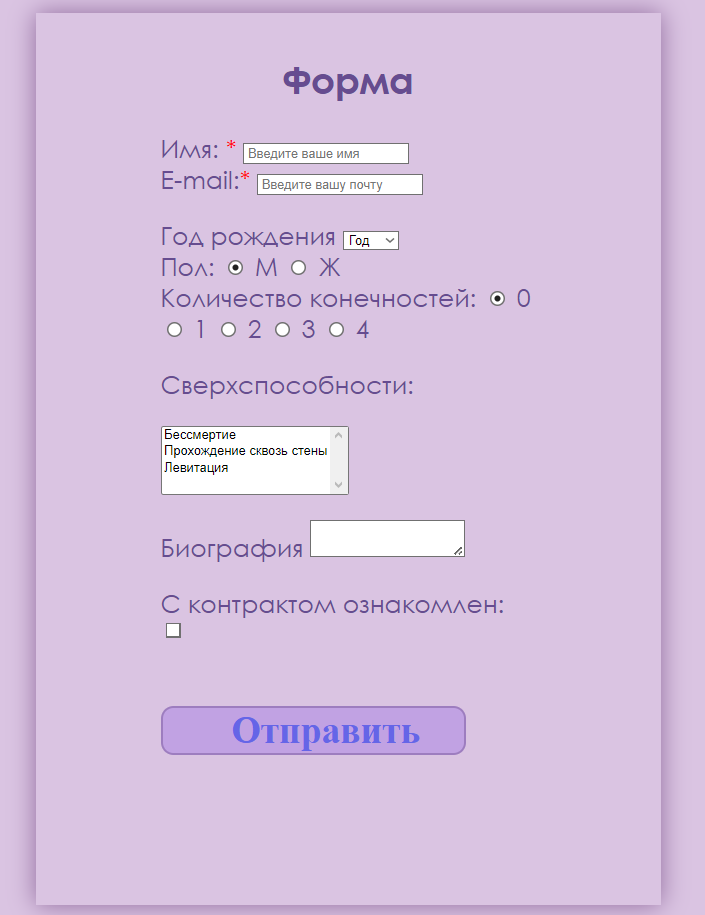 Форма
Имя: * Введите ваше имя
E-mail:* Введите вашу почту
Год рождения Год
Пол: М Ж
Количество конечностей: 0
1 2 3 4
Сверхспособности:
Бессмертие
Прохождение сквозь стены
Левитация
Биография
С контрактом ознакомлен:
Отправить